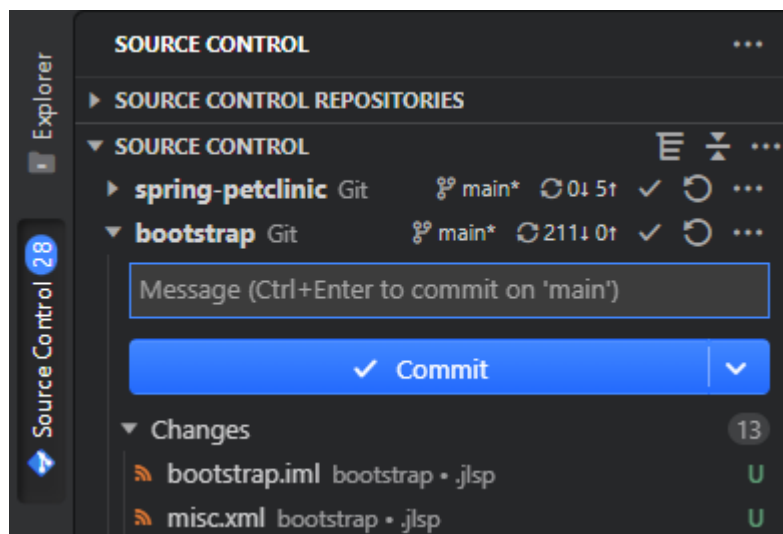 Explorer
Source Control 28
SOURCE CONTROL
SOURCE CONTROL REPOSITORIES
SOURCE CONTROL
spring-petclinic Git main* 0↓ 5↑
bootstrap Git main* 211↓ 0↑
Message (Ctrl+Enter to commit on 'main')
Commit
Changes 13
bootstrap.iml bootstrap • .jlsp U
misc.xml bootstrap • .jlsp U